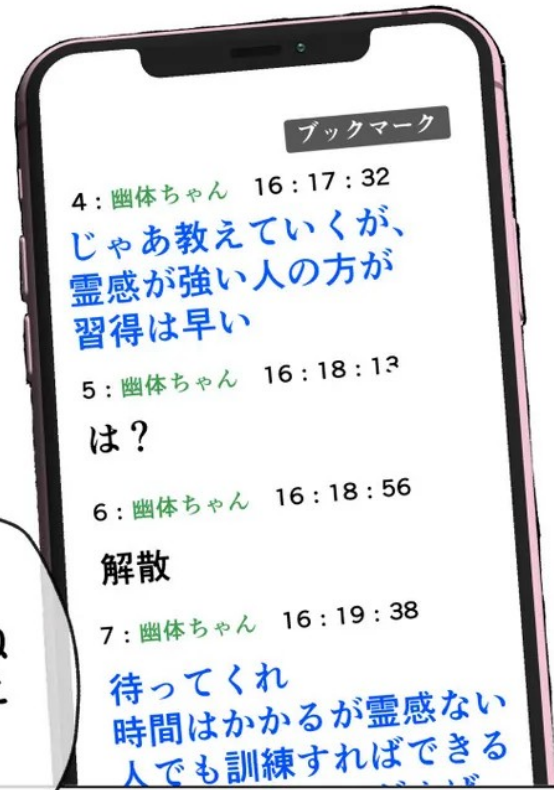 ブックマーク
4：幽体ちゃん　16：17：32
じゃあ教えていくが、
霊感が強い人の方が
習得は早い
5：幽体ちゃん　16：18：13
は？
6：幽体ちゃん　16：18：56
解散
7：幽体ちゃん　16：19：38
待ってくれ
時間はかかるが霊感ない
人でも訓練すればできる